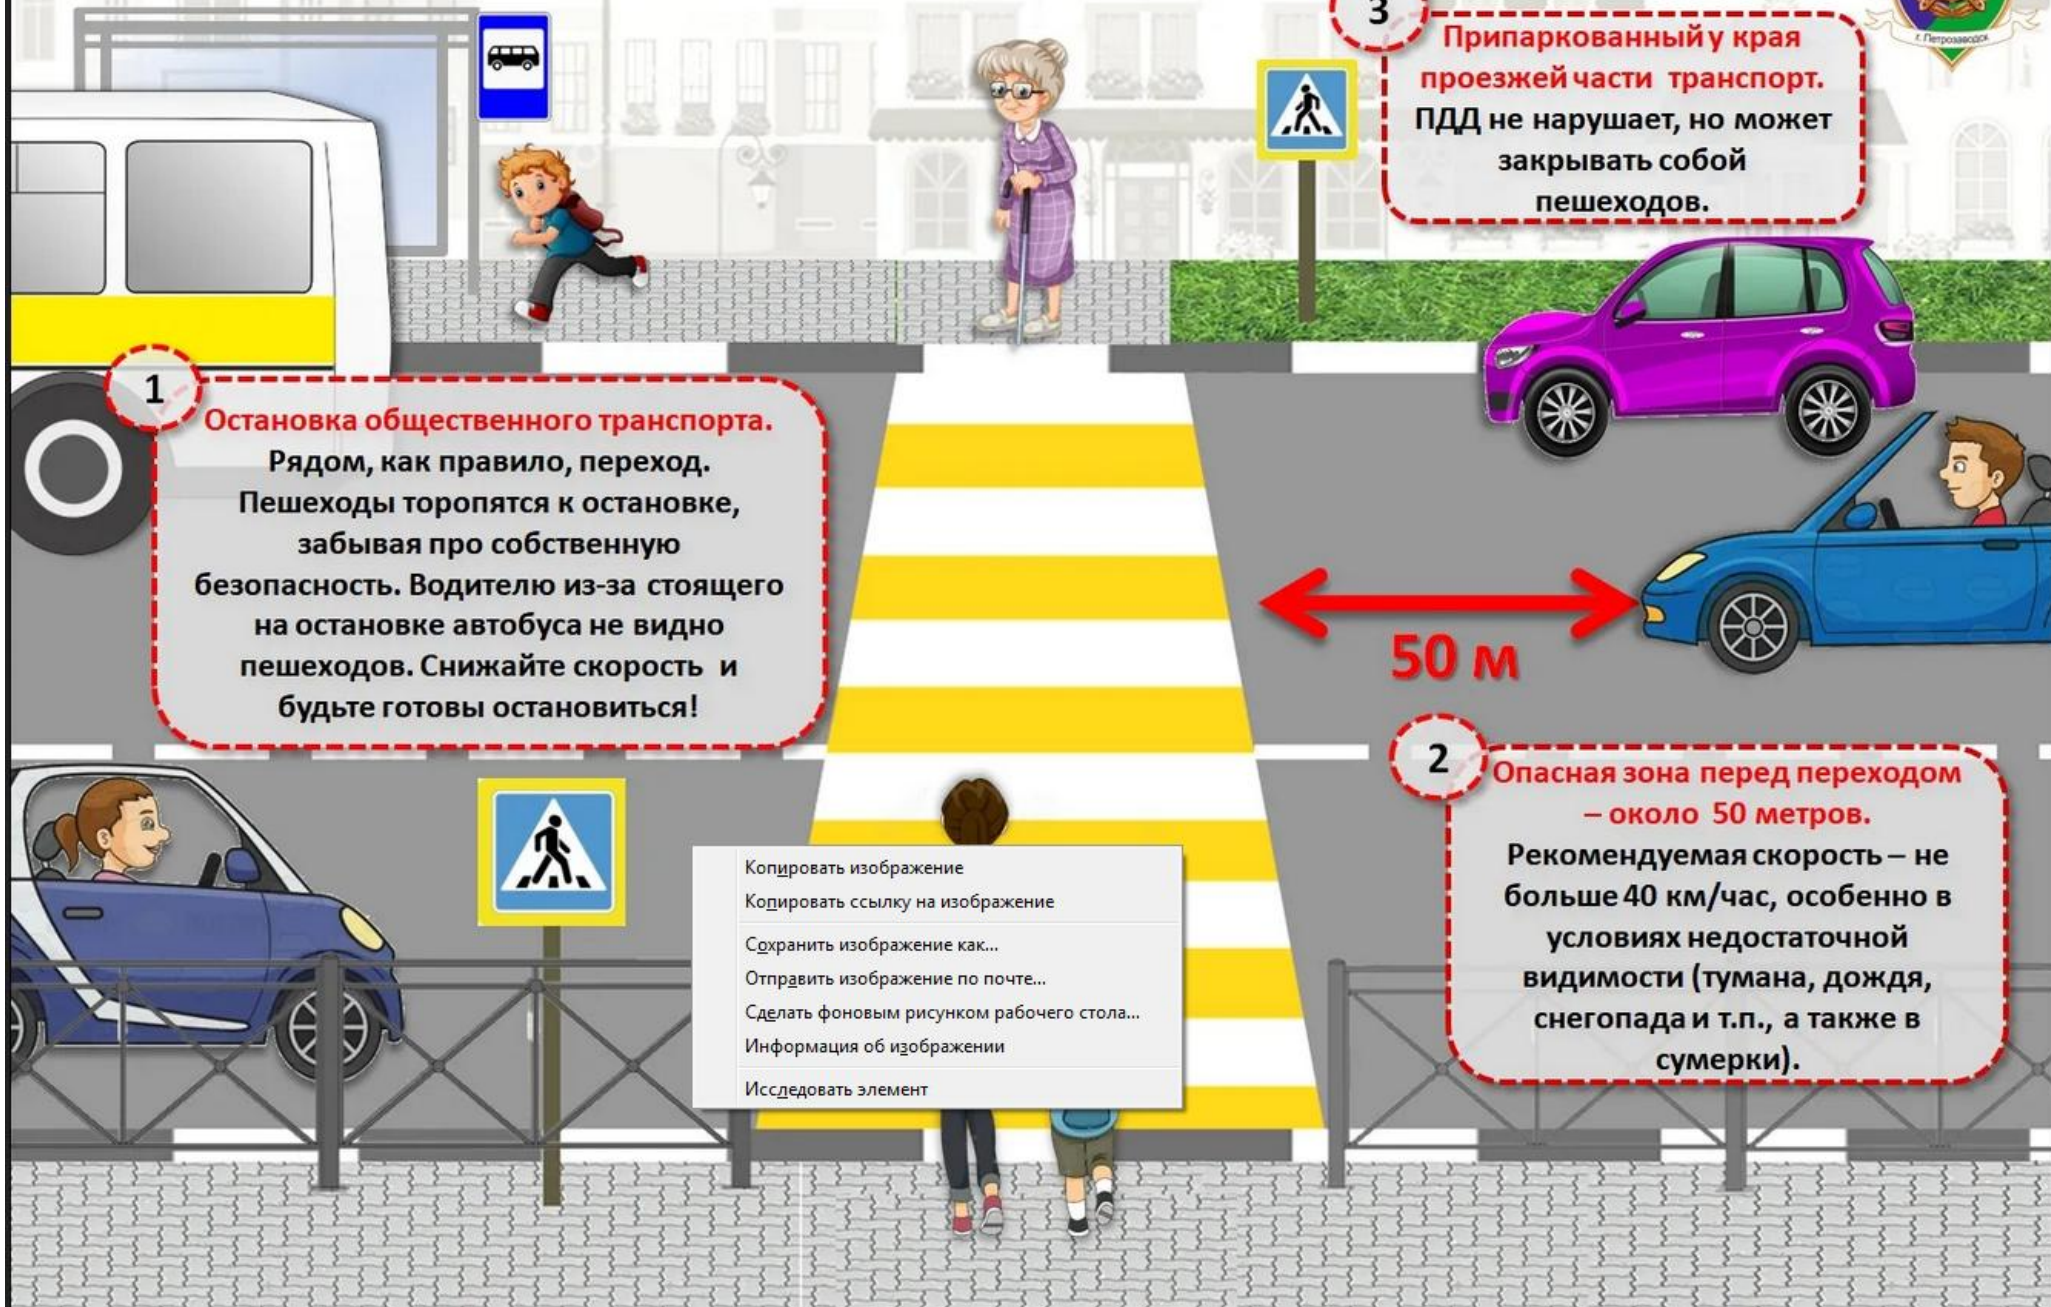 3
г. Петрозаводск
Припаркованный у края
проезжей части транспорт.
ПДД не нарушает, но может
закрывать собой
пешеходов.
1
Остановка общественного транспорта.
Рядом, как правило, переход.
Пешеходы торопятся к остановке,
забывая про собственную
безопасность. Водителю из-за стоящего
на остановке автобуса не видно
пешеходов. Снижайте скорость и
будьте готовы остановиться!
50 м
2
Опасная зона перед переходом
– около 50 метров.
Рекомендуемая скорость – не
больше 40 км/час, особенно в
условиях недостаточной
видимости (тумана, дождя,
снегопада и т.п., а также в
сумерки).
Копировать изображение
Копировать ссылку на изображение
Сохранить изображение как...
Отправить изображение по почте...
Сделать фоновым рисунком рабочего стола...
Информация об изображении
Исследовать элемент